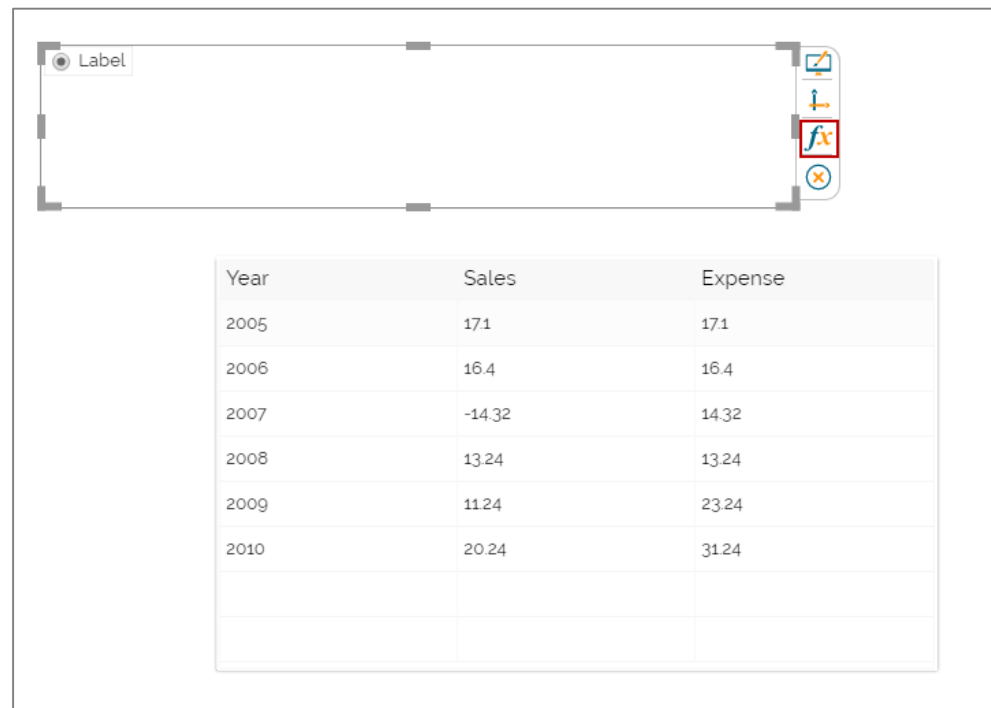 Label
fx
Year Sales Expense
2005 17.1 17.1
2006 16.4 16.4
2007 -14.32 14.32
2008 13.24 13.24
2009 11.24 23.24
2010 20.24 31.24